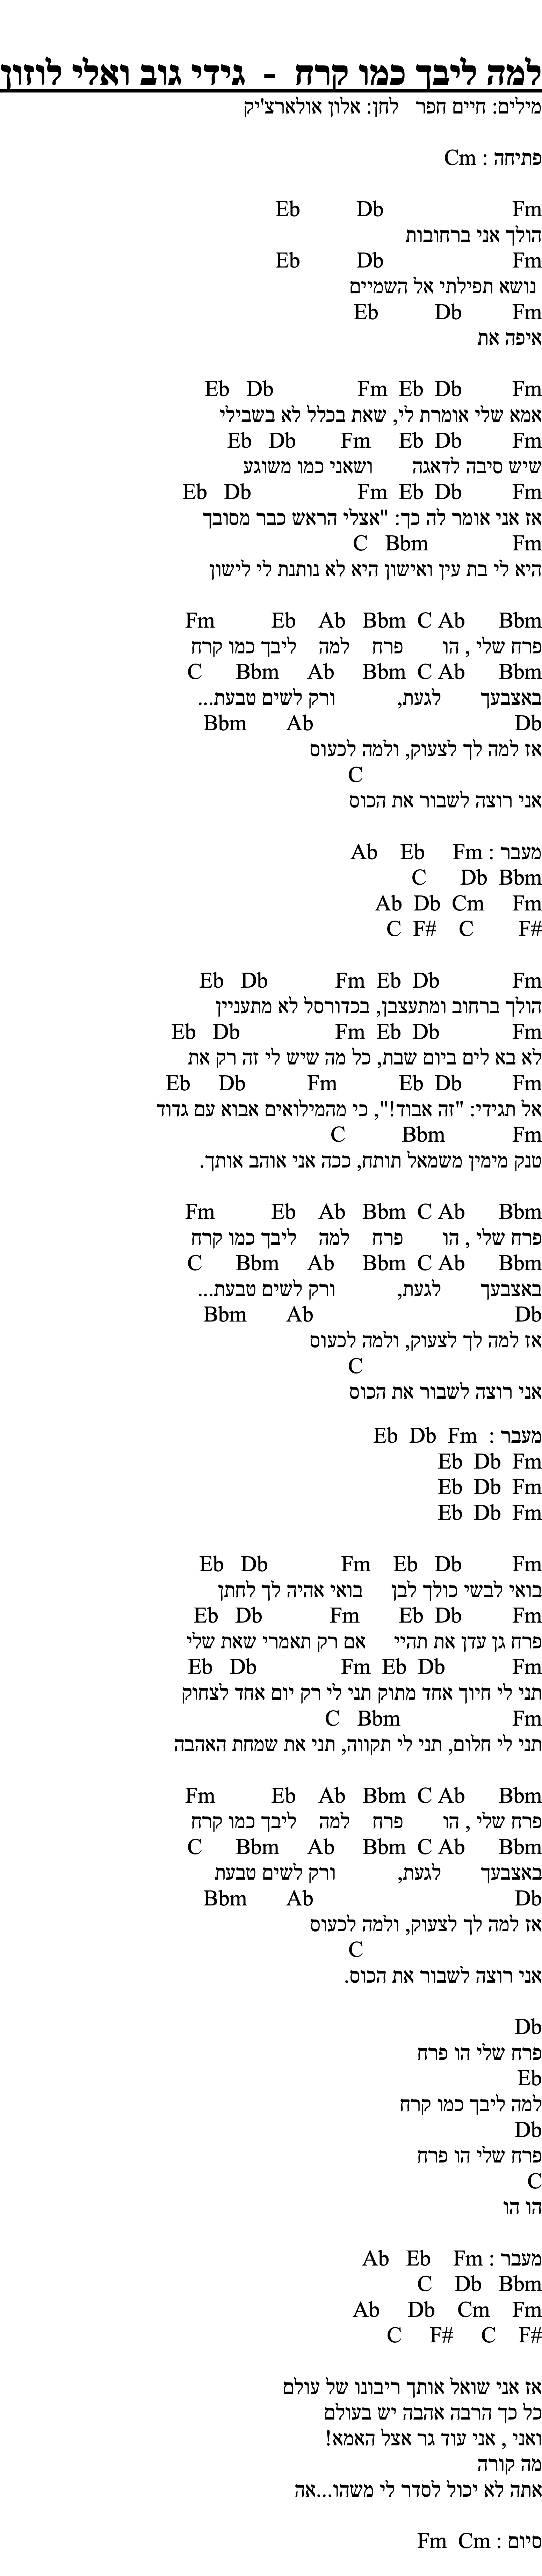 למה ליבך כמו קרח - גידי גוב ואלי לוזון
מילים: חיים חפר לחן: אלון אולארצ'יק
פתיחה : Cm
Fm Db Eb
הולך אני ברחובות
Fm Db Eb
נושא תפילתי אל השמיים
Fm Db Eb
איפה את
Fm Db Eb Fm Db Eb
אמא שלי אומרת לי, שאת בכלל לא בשבילי
Fm Db Eb Fm Db Eb
שיש סיבה לדאגה ושאני כמו משוגע
Fm Db Eb Fm Db Eb
אז אני אומר לה כך: "אצלי הראש כבר מסובך
Fm Bbm C
היא לי בת עין ואישון היא לא נותנת לי לישון
Bbm Ab C Bbm Ab Eb Fm
פרח שלי , הו פרח למה ליבך כמו קרח
Bbm Ab C Bbm Ab Bbm C
באצבעך לגעת, ורק לשים טבעת...
Db Ab Bbm
אז למה לך לצעוק, ולמה לכעוס
C
אני רוצה לשבור את הכוס
מעבר : Fm Eb Ab
Bbm Db C
Fm Cm Db Ab
F# C F# C
Fm Db Eb Fm Db Eb
הולך ברחוב ומתעצבן, בכדורסל לא מתעניין
Fm Db Eb Fm Db Eb
לא בא לים ביום שבת, כל מה שיש לי זה רק את
Fm Db Eb Fm Db Eb
אל תגידי: "זה אבוד!", כי מהמילואים אבוא עם גדוד
Fm Bbm C
טנק מימין משמאל תותח, ככה אני אוהב אותך.
Bbm Ab C Bbm Ab Eb Fm
פרח שלי , הו פרח למה ליבך כמו קרח
Bbm Ab C Bbm Ab Bbm C
באצבעך לגעת, ורק לשים טבעת...
Db Ab Bbm
אז למה לך לצעוק, ולמה לכעוס
C
אני רוצה לשבור את הכוס
מעבר : Fm Db Eb
Fm Db Eb
Fm Db Eb
Fm Db Eb
Fm Db Eb Fm Db Eb
בואי לבשי כולך לבן בואי אהיה לך לחתן
Fm Db Eb Fm Db Eb
פרח גן עדן את תהיי אם רק תאמרי שאת שלי
Fm Db Eb Fm Db Eb
תני לי חיוך אחד מתוק תני לי רק יום אחד לצחוק
Fm Bbm C
תני לי חלום, תני לי תקווה, תני את שמחת האהבה
Bbm Ab C Bbm Ab Eb Fm
פרח שלי , הו פרח למה ליבך כמו קרח
Bbm Ab C Bbm Ab Bbm C
באצבעך לגעת, ורק לשים טבעת
Db Ab Bbm
אז למה לך לצעוק, ולמה לכעוס
C
אני רוצה לשבור את הכוס.
Db
פרח שלי הו פרח
Eb
למה ליבך כמו קרח
Db
פרח שלי הו פרח
C
הו הו
מעבר : Fm Eb Ab
Bbm Db C
Fm Cm Db Ab
F# C F# C
אז אני שואל אותך ריבונו של עולם
כל כך הרבה אהבה יש בעולם
ואני , אני עוד גר אצל האמא!
מה קורה
אתה לא יכול לסדר לי משהו...אה
סיום : Fm Cm